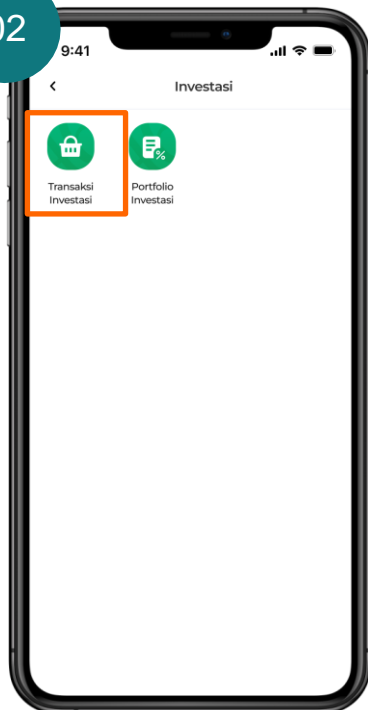 02
9:41
Investasi
Transaksi
Investasi
Portfolio
Investasi